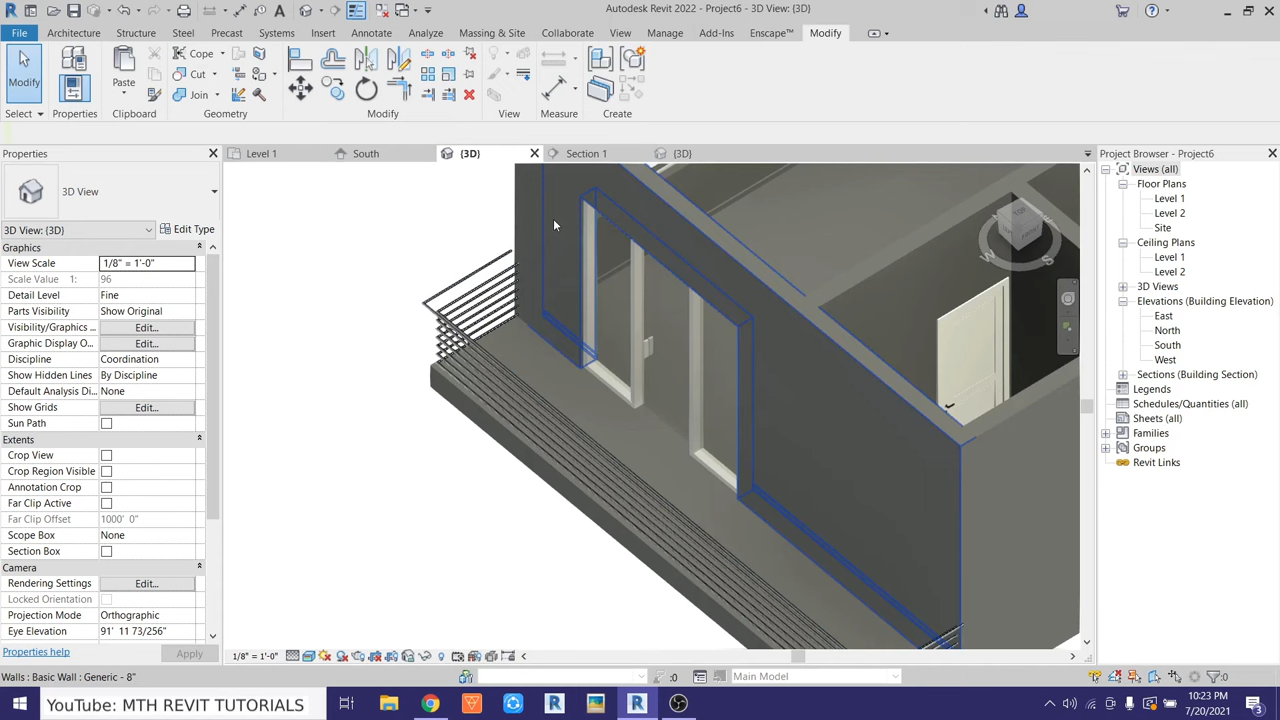 Autodesk Revit 2022 - Project6 - 3D View: {3D}
File Architecture Structure Steel Precast Systems Insert Annotate Analyze Massing & Site Collaborate View Manage Add-Ins Enscape™ Modify
Modify Properties Paste Cope Cut Join
Select Properties Clipboard Geometry Modify View Measure Create
Properties Level 1 South {3D} Section 1 {3D} Project Browser - Project6
3D View
3D View: {3D} Edit Type
Graphics
View Scale 1/8" = 1'-0"
Scale Value 96
Detail Level Fine
Parts Visibility Show Original
Visibility/Graphics ... Edit...
Graphic Display O... Edit...
Discipline Coordination
Show Hidden Lines By Discipline
Default Analysis Di... None
Show Grids Edit...
Sun Path
Extents
Crop View
Crop Region Visible
Annotation Crop
Far Clip Active
Far Clip Offset 1000' 0"
Scope Box None
Section Box
Camera
Rendering Settings Edit...
Locked Orientation
Projection Mode Orthographic
Eye Elevation 91' 11 73/256"
Properties help Apply
TOP
W
S
Views (all)
Floor Plans
Level 1
Level 2
Site
Ceiling Plans
Level 1
Level 2
3D Views
Elevations (Building Elevation)
East
North
South
West
Sections (Building Section)
Legends
Schedules/Quantities (all)
Sheets (all)
Families
Groups
Revit Links
1/8" = 1'-0"
Walls : Basic Wall : Generic - 8" :0 Main Model :0
YouTube: MTH REVIT TUTORIALS
10:23 PM
7/20/2021
3